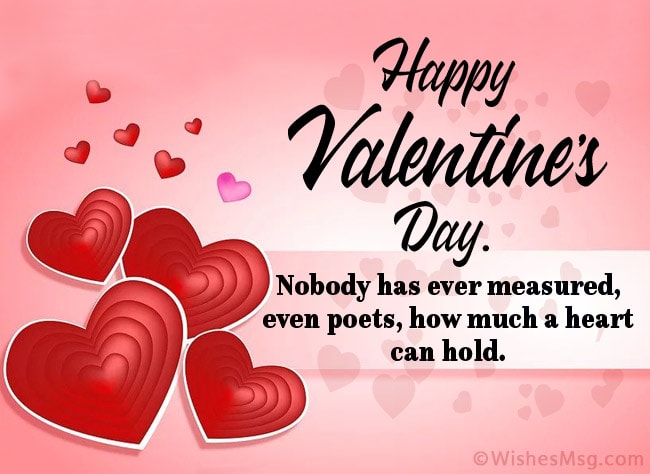 Happy
Valentine's
Day.
Nobody has ever measured,
even poets, how much a heart
can hold.
©WishesMsg.com